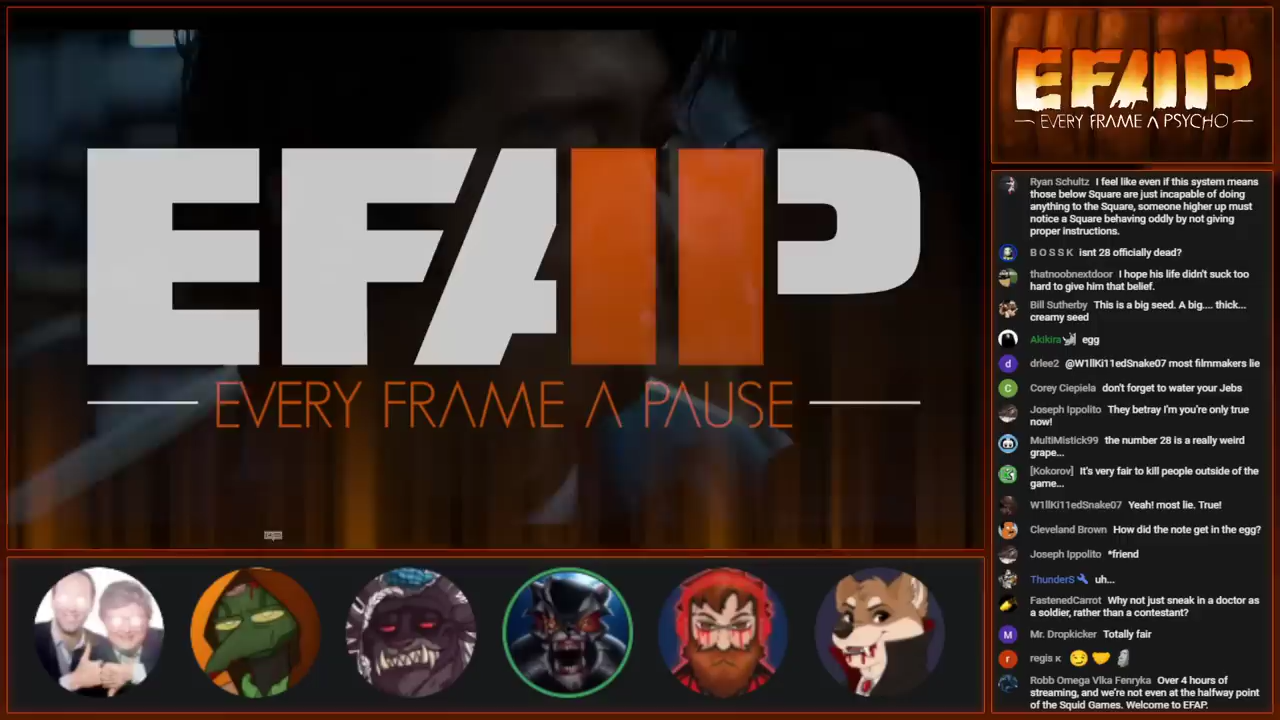 EFAP
EVERY FRAME A PAUSE
EFAP
EVERY FRAME A PSYCHO
Ryan Schultz I feel like even if this system means
those below Square are just incapable of doing
anything to the Square, someone higher up must
notice a Square behaving oddly by not giving
proper instructions.
B O S S K isnt 28 officially dead?
thatnoobnextdoor I hope his life didn't suck too
hard to give him that belief.
Bill Sutherby This is a big seed. A big.... thick...
creamy seed
Akikira egg
d drlee2 @W1llKi11edSnake07 most filmmakers lie
C Corey Ciepiela don't forget to water your Jebs
Joseph Ippolito They betray I'm you're only true
now!
MultiMistick99 the number 28 is a really weird
grape...
[Kokorov] It's very fair to kill people outside of the
game...
W1llKi11edSnake07 Yeah! most lie. True!
Cleveland Brown How did the note get in the egg?
Joseph Ippolito *friend
ThunderS uh...
FastenedCarrot Why not just sneak in a doctor as
a soldier, rather than a contestant?
M Mr. Dropkicker Totally fair
r regis κ 😏 🤝 🗿
Robb Omega Vlka Fenryka Over 4 hours of
streaming, and we're not even at the halfway point
of the Squid Games. Welcome to EFAP.